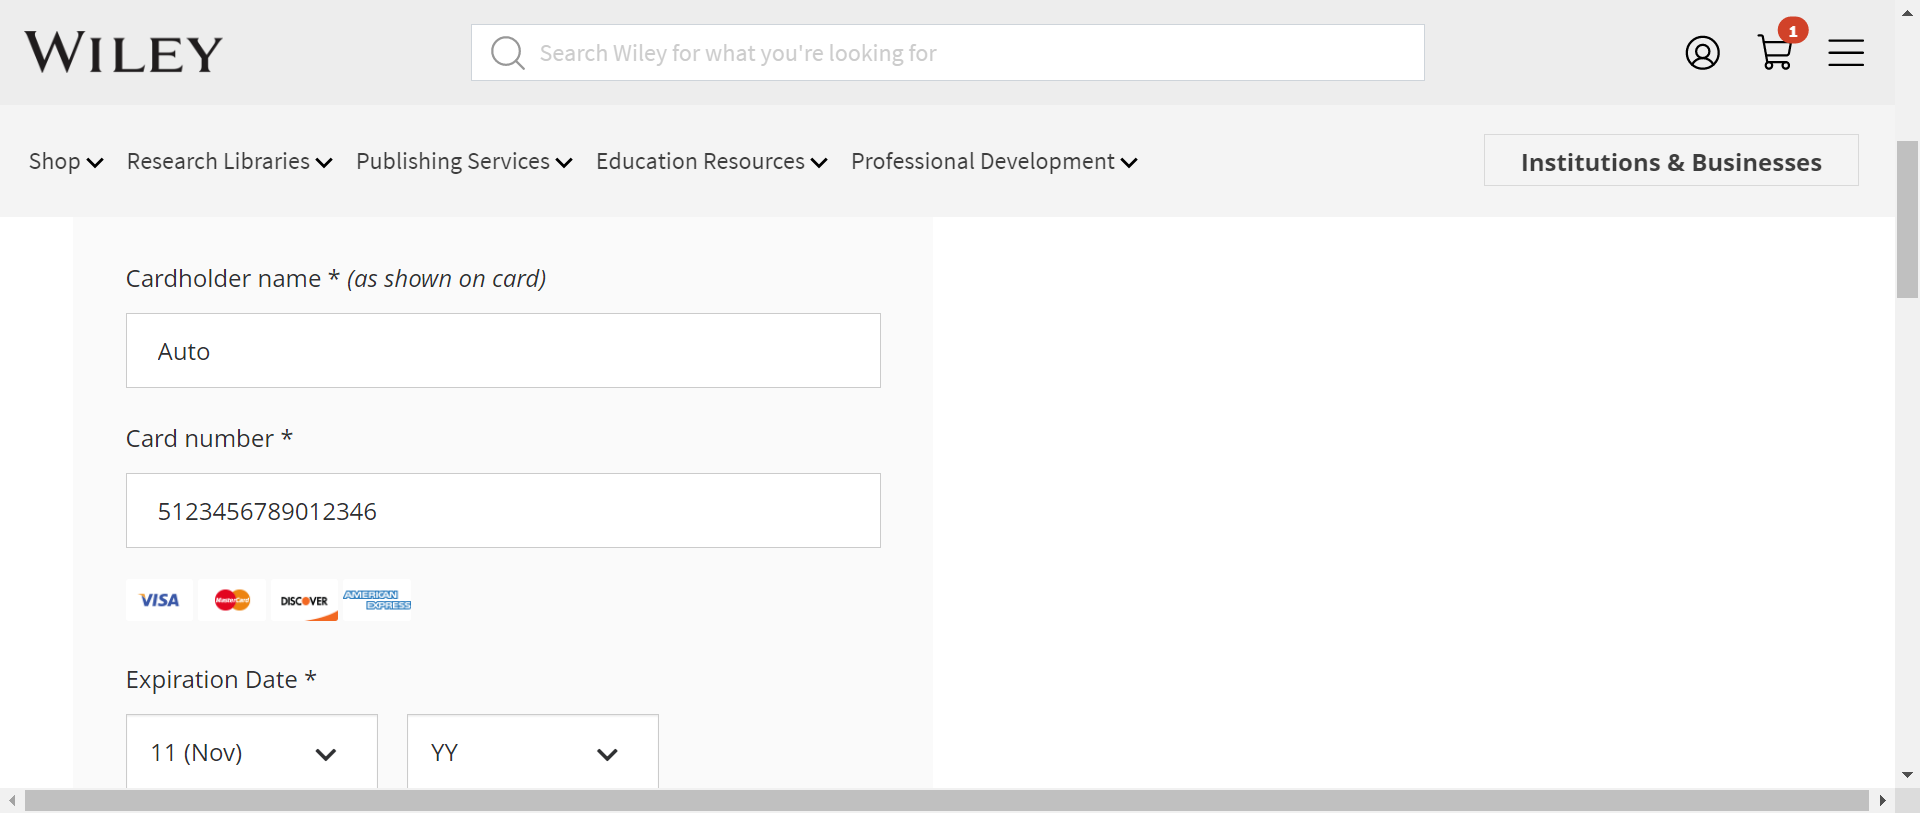 WILEY
Search Wiley for what you're looking for
1
Shop Research Libraries Publishing Services Education Resources Professional Development Institutions & Businesses
Cardholder name * (as shown on card)
Auto
Card number *
5123456789012346
VISA MasterCard DISCOVER AMERICAN EXPRESS
Expiration Date *
11 (Nov) YY